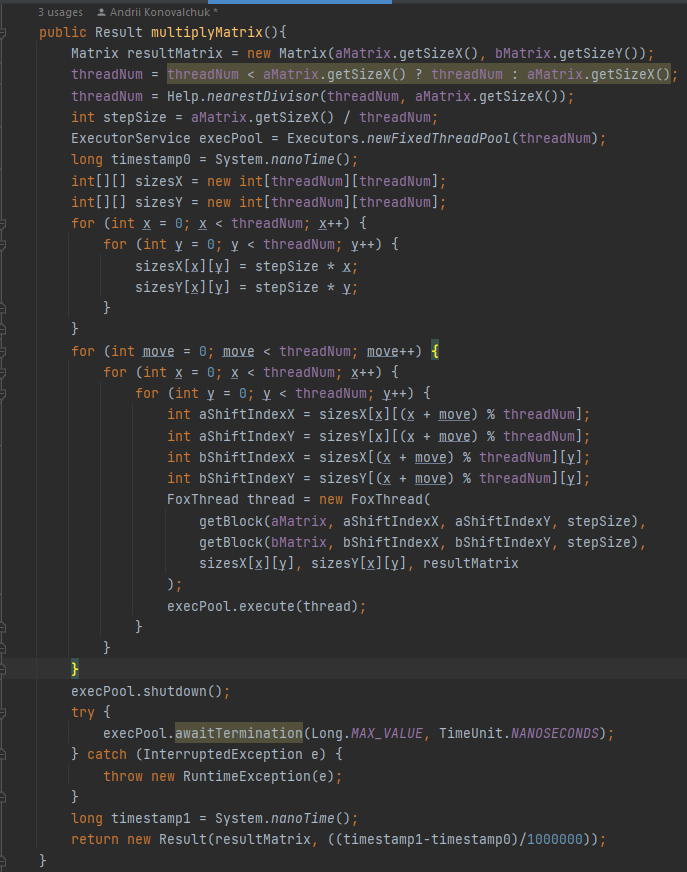 3 usages   Andrii Konovalchuk *
public Result multiplyMatrix(){
    Matrix resultMatrix = new Matrix(aMatrix.getSizeX(), bMatrix.getSizeY());
    threadNum = threadNum < aMatrix.getSizeX() ? threadNum : aMatrix.getSizeX();
    threadNum = Help.nearestDivisor(threadNum, aMatrix.getSizeX());
    int stepSize = aMatrix.getSizeX() / threadNum;
    ExecutorService execPool = Executors.newFixedThreadPool(threadNum);
    long timestamp0 = System.nanoTime();
    int[][] sizesX = new int[threadNum][threadNum];
    int[][] sizesY = new int[threadNum][threadNum];
    for (int x = 0; x < threadNum; x++) {
        for (int y = 0; y < threadNum; y++) {
            sizesX[x][y] = stepSize * x;
            sizesY[x][y] = stepSize * y;
        }
    }
    for (int move = 0; move < threadNum; move++) {
        for (int x = 0; x < threadNum; x++) {
            for (int y = 0; y < threadNum; y++) {
                int aShiftIndexX = sizesX[x][(x + move) % threadNum];
                int aShiftIndexY = sizesY[x][(x + move) % threadNum];
                int bShiftIndexX = sizesX[(x + move) % threadNum][y];
                int bShiftIndexY = sizesY[(x + move) % threadNum][y];
                FoxThread thread = new FoxThread(
                    getBlock(aMatrix, aShiftIndexX, aShiftIndexY, stepSize),
                    getBlock(bMatrix, bShiftIndexX, bShiftIndexY, stepSize),
                    sizesX[x][y], sizesY[x][y], resultMatrix
                );
                execPool.execute(thread);
            }
        }
    }
    execPool.shutdown();
    try {
        execPool.awaitTermination(Long.MAX_VALUE, TimeUnit.NANOSECONDS);
    } catch (InterruptedException e) {
        throw new RuntimeException(e);
    }
    long timestamp1 = System.nanoTime();
    return new Result(resultMatrix, ((timestamp1-timestamp0)/1000000));
}